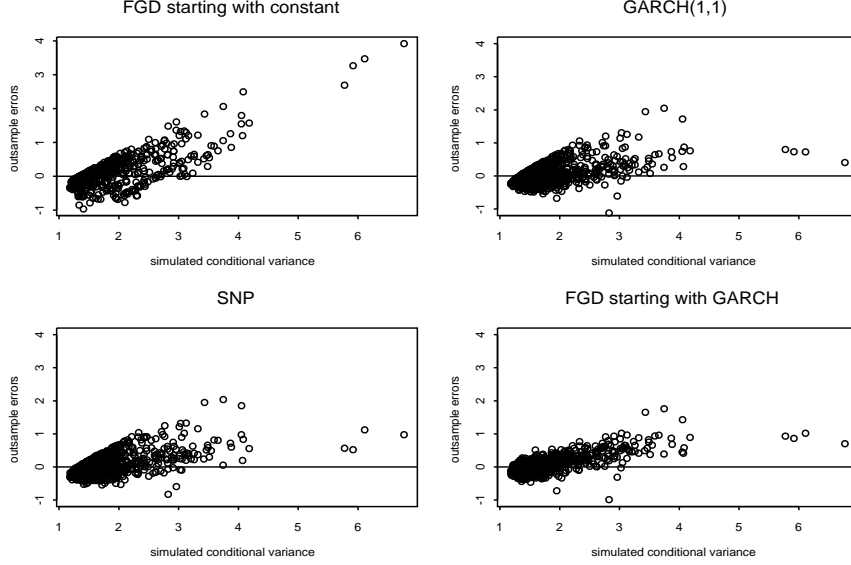 FGD starting with constant
GARCH(1,1)
outsample errors
4
3
2
1
0
-1
1 2 3 4 5 6
simulated conditional variance
outsample errors
4
3
2
1
0
-1
1 2 3 4 5 6
simulated conditional variance
SNP
FGD starting with GARCH
outsample errors
4
3
2
1
0
-1
1 2 3 4 5 6
simulated conditional variance
outsample errors
4
3
2
1
0
-1
1 2 3 4 5 6
simulated conditional variance